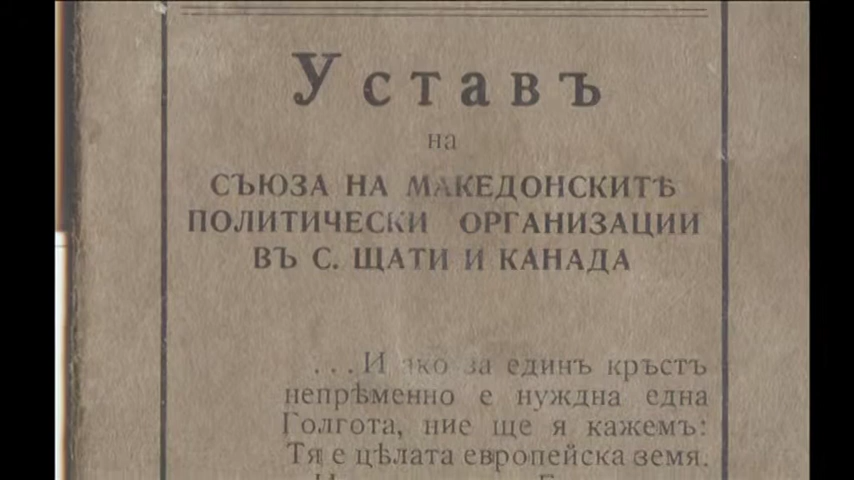 Уставъ
на
СЪЮЗА НА МАКЕДОНСКИТѢ
ПОЛИТИЧЕСКИ ОРГАНИЗАЦИИ
ВЪ С. ЩАТИ И КАНАДА
...И ако за единъ кръстъ
непрѣменно е нуждна една
Голгота, ние ще я кажемъ:
Тя е цѣлата европейска земя.